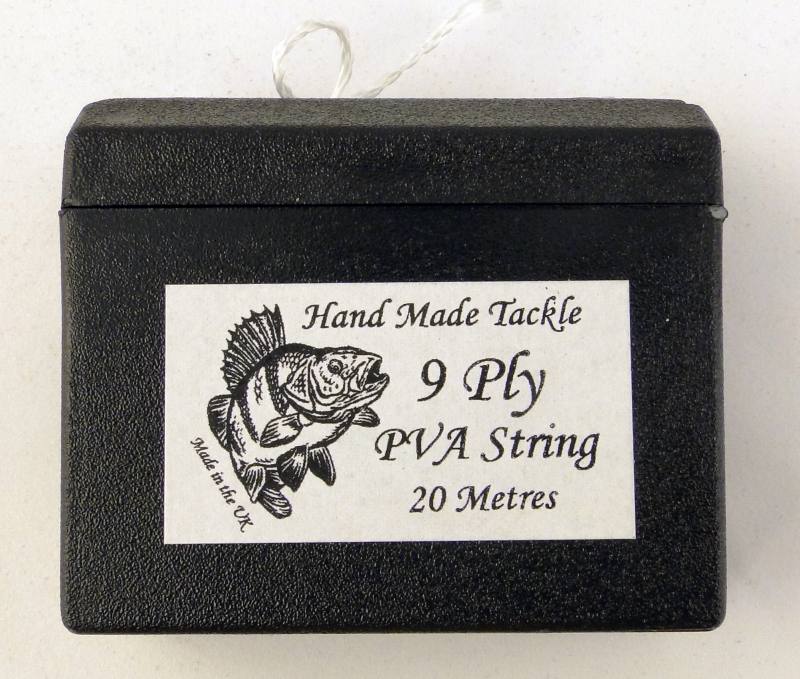 Hand Made Tackle
9 Ply
PVA String
20 Metres
Made in the UK